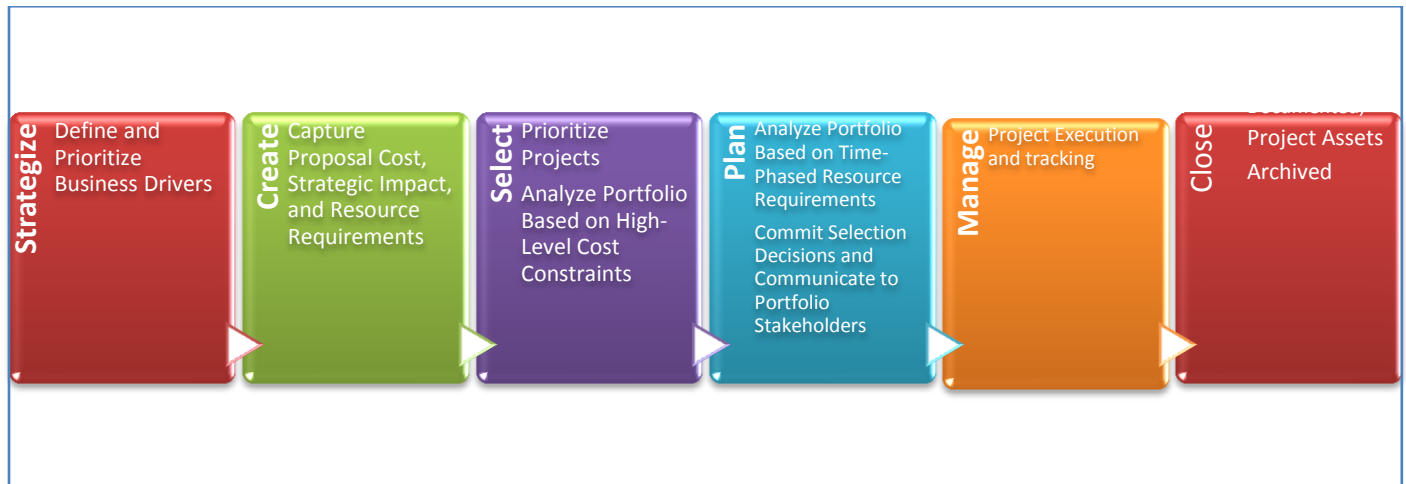 Strategize
Define and
Prioritize
Business Drivers
Create
Capture
Proposal Cost,
Strategic Impact,
and Resource
Requirements
Select
Prioritize
Projects
Analyze Portfolio
Based on High-
Level Cost
Constraints
Plan
Analyze Portfolio
Based on Time-
Phased Resource
Requirements
Commit Selection
Decisions and
Communicate to
Portfolio
Stakeholders
Manage
Project Execution
and tracking
Close
Project Assets
Archived